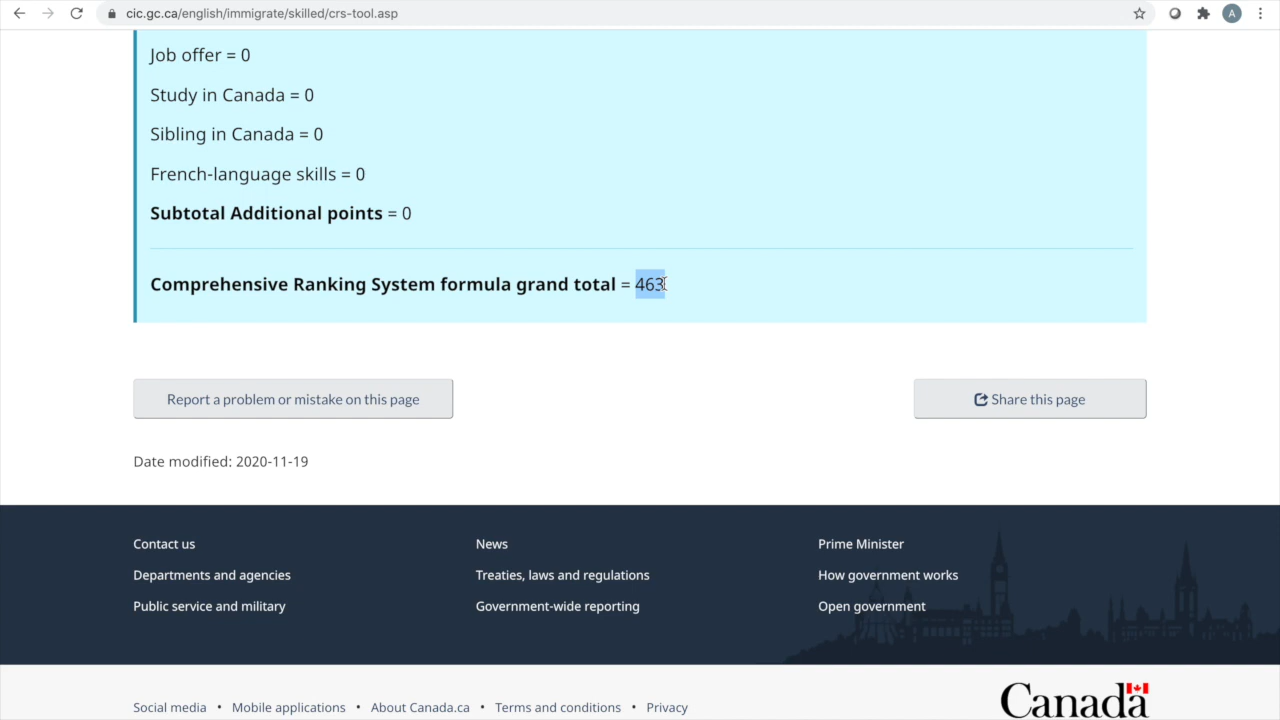 cic.gc.ca/english/immigrate/skilled/crs-tool.asp
A
Job offer = 0
Study in Canada = 0
Sibling in Canada = 0
French-language skills = 0
Subtotal Additional points = 0
Comprehensive Ranking System formula grand total = 463
Report a problem or mistake on this page
Share this page
Date modified: 2020-11-19
Contact us
News
Prime Minister
Departments and agencies
Treaties, laws and regulations
How government works
Public service and military
Government-wide reporting
Open government
Social media • Mobile applications • About Canada.ca • Terms and conditions • Privacy
Canada